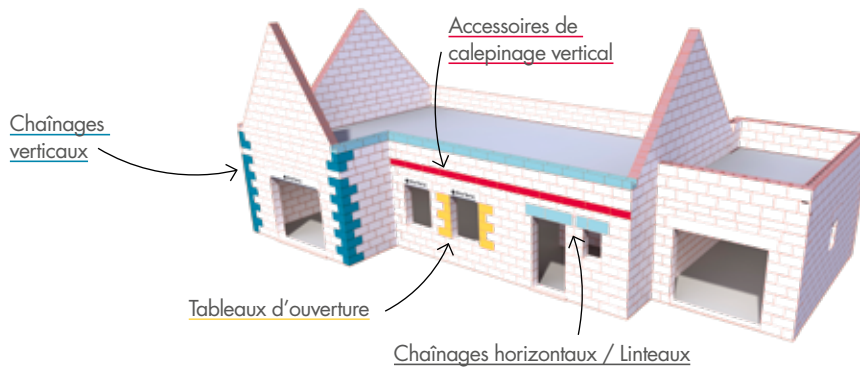 Accessoires de
calepinage vertical
Chaînages
verticaux
Tableaux d'ouverture
Chaînages horizontaux / Linteaux